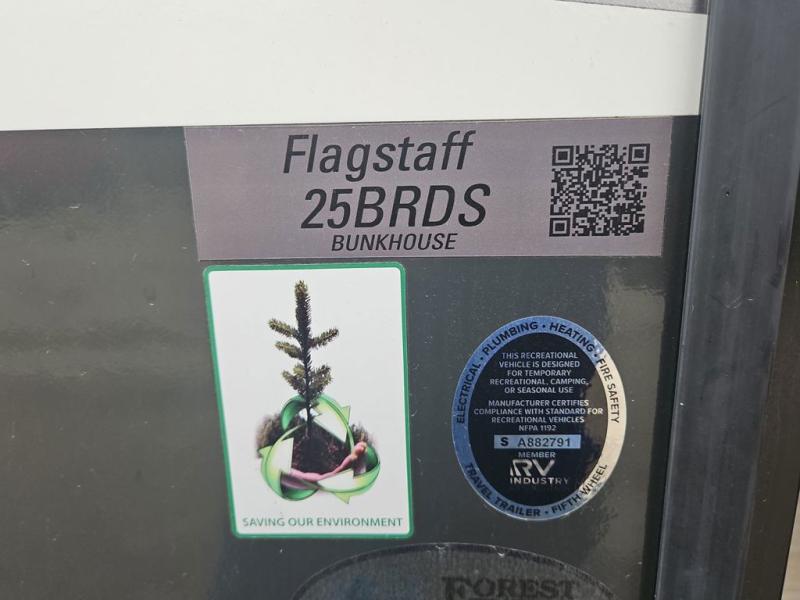 Flagstaff
25BRDS
BUNKHOUSE
SAVING OUR ENVIRONMENT
ELECTRICAL • PLUMBING • HEATING • FIRE SAFETY
THIS RECREATIONAL
VEHICLE IS DESIGNED
FOR TEMPORARY
RECREATIONAL, CAMPING,
OR SEASONAL USE
MANUFACTURER CERTIFIES
COMPLIANCE WITH STANDARD FOR
RECREATIONAL VEHICLES
NFPA 1192
S A882791
MEMBER
RV
INDUSTRY
TRAVEL TRAILER • FIFTH WHEEL
FOREST